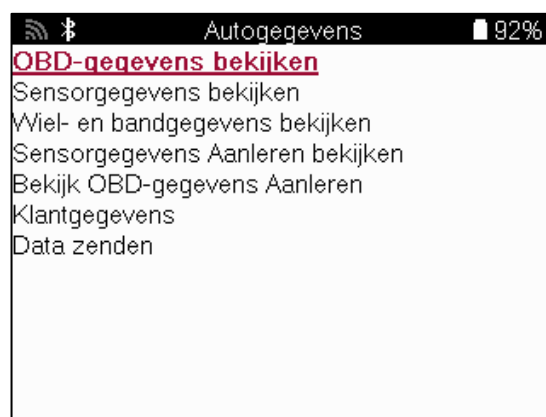 Autogegevens 92%
OBD-gegevens bekijken
Sensorgegevens bekijken
Wiel- en bandgegevens bekijken
Sensorgegevens Aanleren bekijken
Bekijk OBD-gegevens Aanleren
Klantgegevens
Data zenden